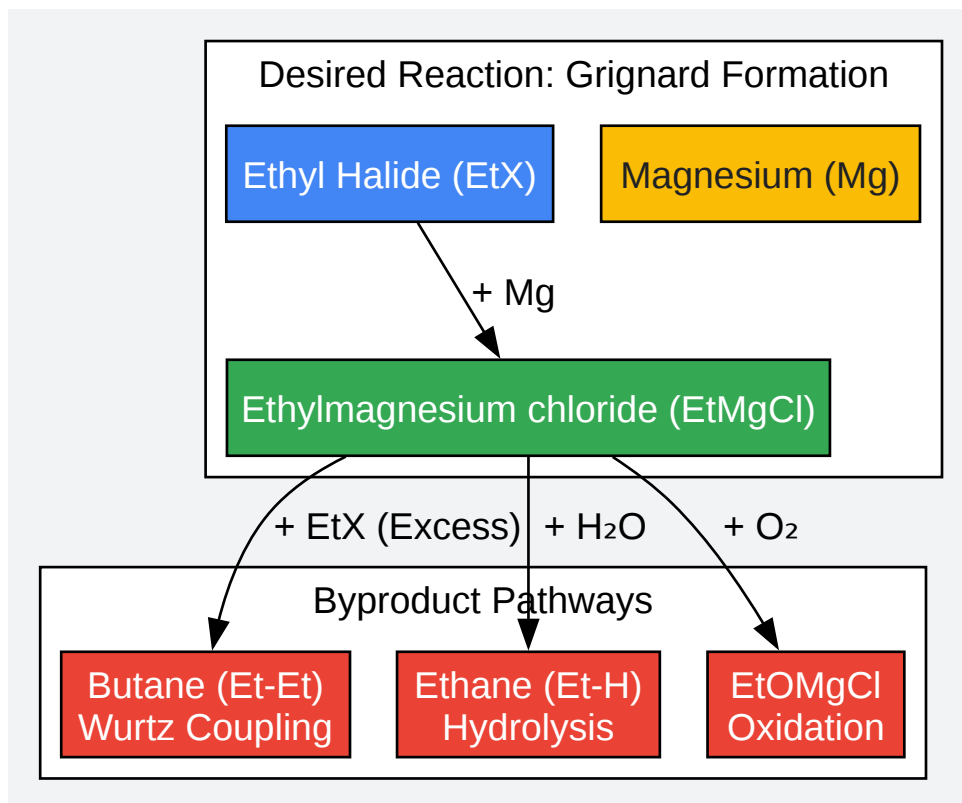 Desired Reaction: Grignard Formation
Ethyl Halide (EtX)
Magnesium (Mg)
+ Mg
Ethylmagnesium chloride (EtMgCl)
+ EtX (Excess)
+ H₂O
+ O₂
Byproduct Pathways
Butane (Et-Et)
Wurtz Coupling
Ethane (Et-H)
Hydrolysis
EtOMgCl
Oxidation